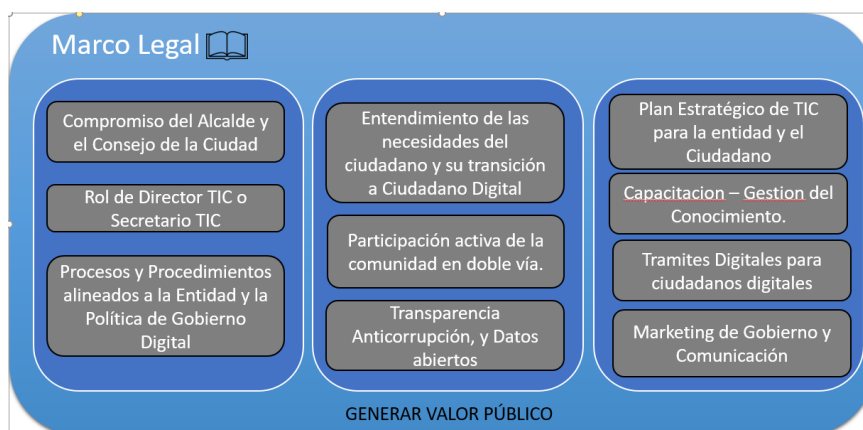 Marco Legal
Compromiso del Alcalde y
el Consejo de la Ciudad
Rol de Director TIC o
Secretario TIC
Procesos y Procedimientos
alineados a la Entidad y la
Política de Gobierno
Digital
Entendimiento de las
necesidades del
ciudadano y su transición
a Ciudadano Digital
Participación activa de la
comunidad en doble vía.
Transparencia
Anticorrupción, y Datos
abiertos
Plan Estratégico de TIC
para la entidad y el
Ciudadano
Capacitacion – Gestion del
Conocimiento.
Tramites Digitales para
ciudadanos digitales
Marketing de Gobierno y
Comunicación
GENERAR VALOR PÚBLICO